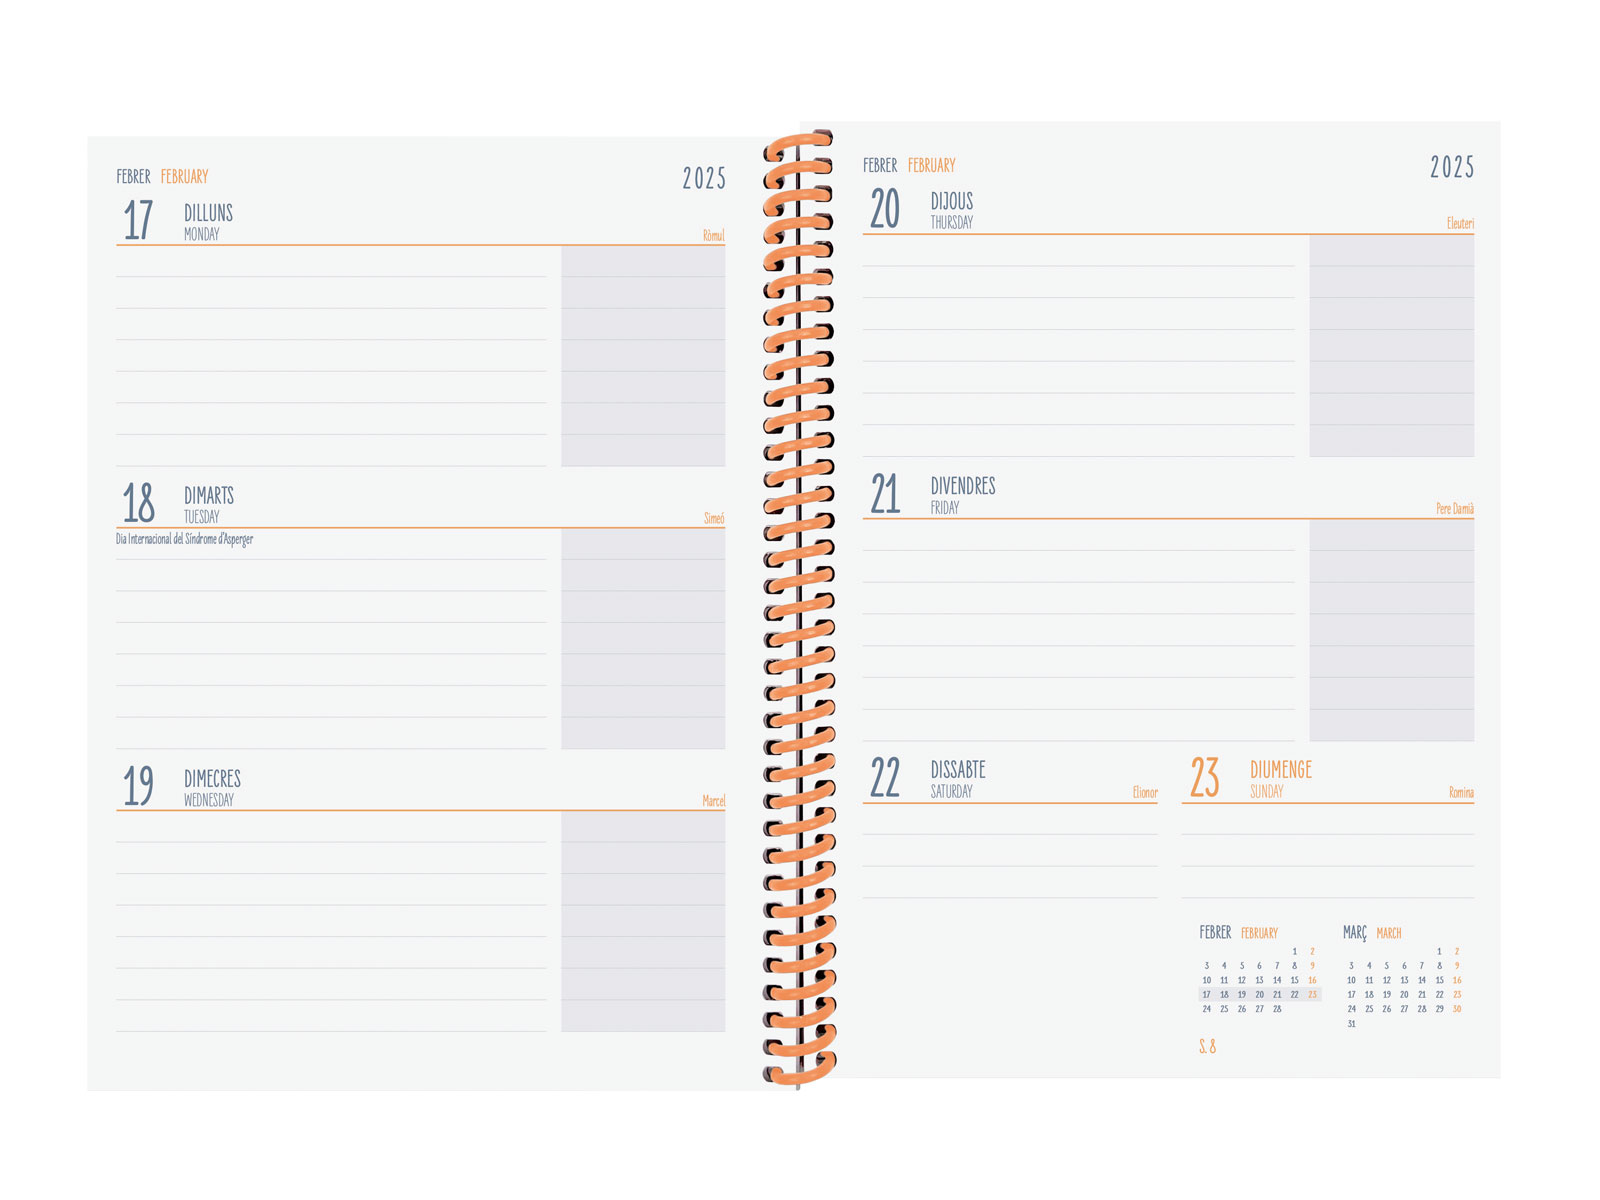 FEBRER FEBRUARY 2025
17 DILLUNS
MONDAY Ròmul
18 DIMARTS
TUESDAY Simeó
Dia Internacional del Síndrome d'Asperger
19 DIMECRES
WEDNESDAY Marcel
FEBRER FEBRUARY 2025
20 DIJOUS
THURSDAY Eleuteri
21 DIVENDRES
FRIDAY Pere Damià
22 DISSABTE
SATURDAY Elionor
23 DIUMENGE
SUNDAY Romina
FEBRER FEBRUARY
1 2
3 4 5 6 7 8 9
10 11 12 13 14 15 16
17 18 19 20 21 22 23
24 25 26 27 28
MARÇ MARCH
1 2
3 4 5 6 7 8 9
10 11 12 13 14 15 16
17 18 19 20 21 22 23
24 25 26 27 28 29 30
31
S. 8